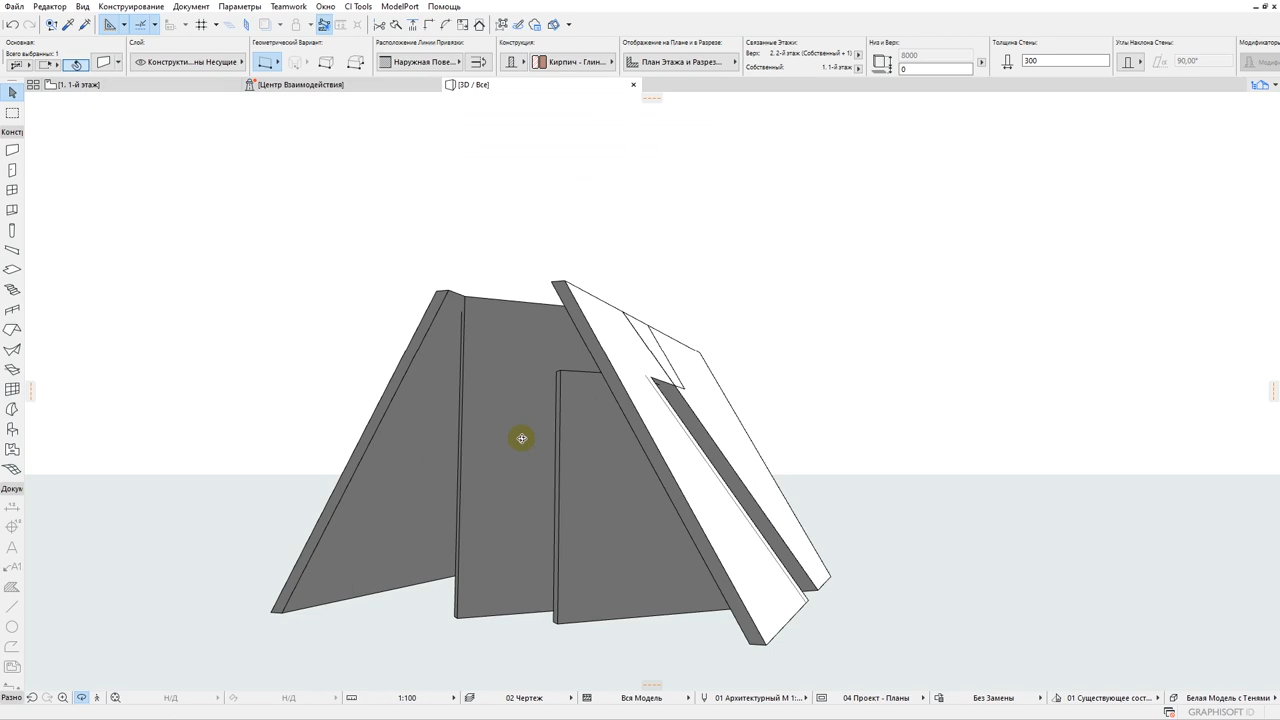 Файл Редактор Вид Конструирование Документ Параметры Teamwork Окно CI Tools ModelPort Помощь
Основная: Слой: Геометрический Вариант: Расположение Линии Привязки: Конструкция: Отображение на Плане и в Разрезе: Связанные Этажи: Низ и Верх: Толщина Стены: Углы Наклона Стены: Модификатор
Всего выбранных: 1
Верх: 2. 2-й этаж (Собственный + 1)
8000
Конструкти...ны Несущие Наружная Пове... Кирпич - Глин... План Этажа и Разрез... 300 90,00°
Собственный: 1. 1-й этаж 0
[1. 1-й этаж] [Центр Взаимодействия] [3D / Все]
Конст
Докум
Разно Н/Д Н/Д 1:100 02 Чертеж Вся Модель 01 Архитектурный М 1:... 04 Проект - Планы Без Замены 01 Существующее сост... Белая Модель с Тенями
GRAPHISOFT ID